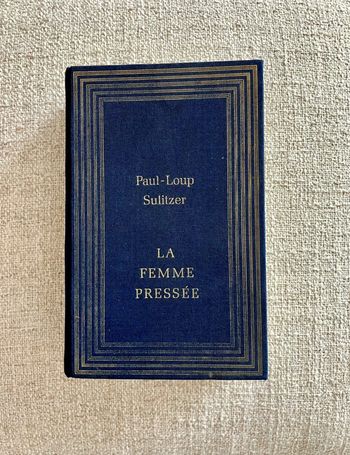 Paul-Loup
Sulitzer
LA
FEMME
PRESSÉE